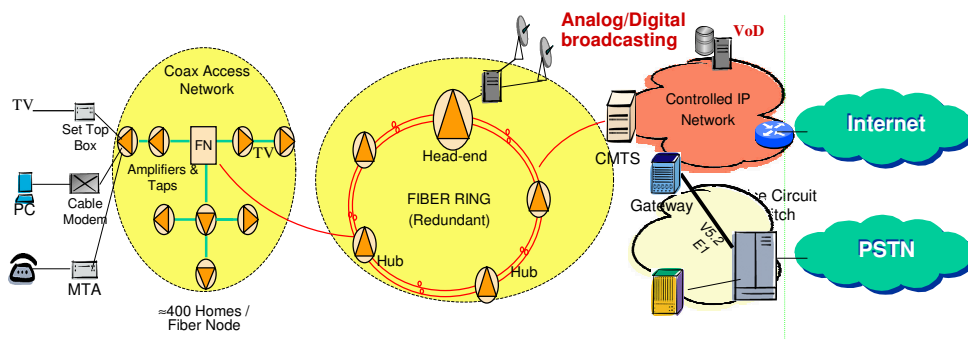 Analog/Digital
broadcasting
VoD
Coax Access
Network
TV
Set Top
Box
FN
TV
Amplifiers &
Taps
PC
Cable
Modem
MTA
≈400 Homes /
Fiber Node
Head-end
FIBER RING
(Redundant)
Hub
Hub
Controlled IP
Network
CMTS
Gateway
Circuit
V5.2
E1
Internet
PSTN